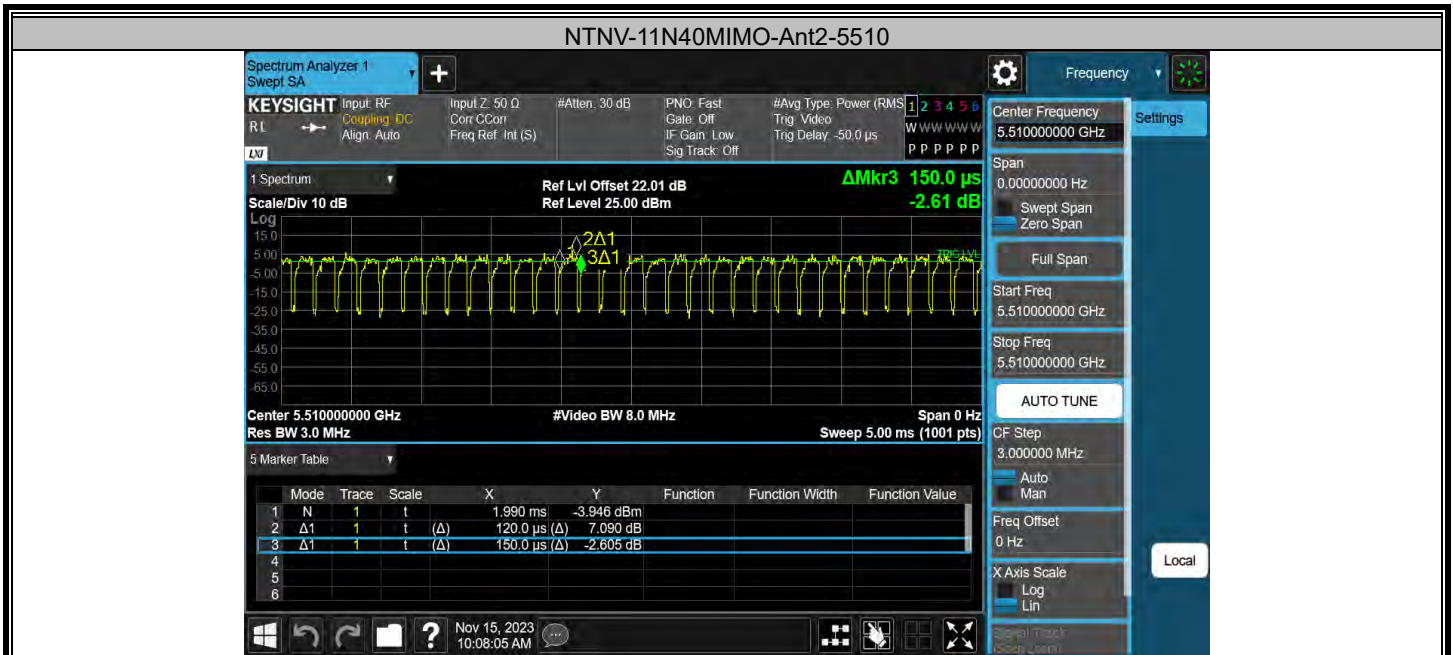 NTNV-11N40MIMO-Ant2-5510
Spectrum Analyzer 1
Swept SA
+
Frequency
KEYSIGHT
RL
LXI
Input: RF
Coupling: DC
Align: Auto
Input Z: 50 Ω
Corr CCorr
Freq Ref: Int (S)
#Atten: 30 dB
PNO: Fast
Gate: Off
IF Gain: Low
Sig Track: Off
#Avg Type: Power (RMS
Trig: Video
Trig Delay: -50.0 µs
1 2 3 4 5 6
W W W W W W
P P P P P P
1 Spectrum
Scale/Div 10 dB
Ref Lvl Offset 22.01 dB
Ref Level 25.00 dBm
ΔMkr3 150.0 µs
-2.61 dB
Log
15.0
5.00
-5.00
-15.0
-25.0
-35.0
-45.0
-55.0
-65.0
2Δ1
3Δ1
TRIG LVL
Center 5.510000000 GHz
#Video BW 8.0 MHz
Span 0 Hz
Res BW 3.0 MHz
Sweep 5.00 ms (1001 pts)
5 Marker Table
Mode Trace Scale X Y Function Function Width Function Value
1 N 1 t 1.990 ms -3.946 dBm
2 Δ1 1 t (Δ) 120.0 µs (Δ) 7.090 dB
3 Δ1 1 t (Δ) 150.0 µs (Δ) -2.605 dB
4
5
6
Center Frequency
5.510000000 GHz
Settings
Span
0.00000000 Hz
Swept Span
Zero Span
Full Span
Start Freq
5.510000000 GHz
Stop Freq
5.510000000 GHz
AUTO TUNE
CF Step
3.000000 MHz
Auto
Man
Freq Offset
0 Hz
X Axis Scale
Log
Lin
Signal Track
(Span Zoom)
Local
?
Nov 15, 2023
10:08:05 AM